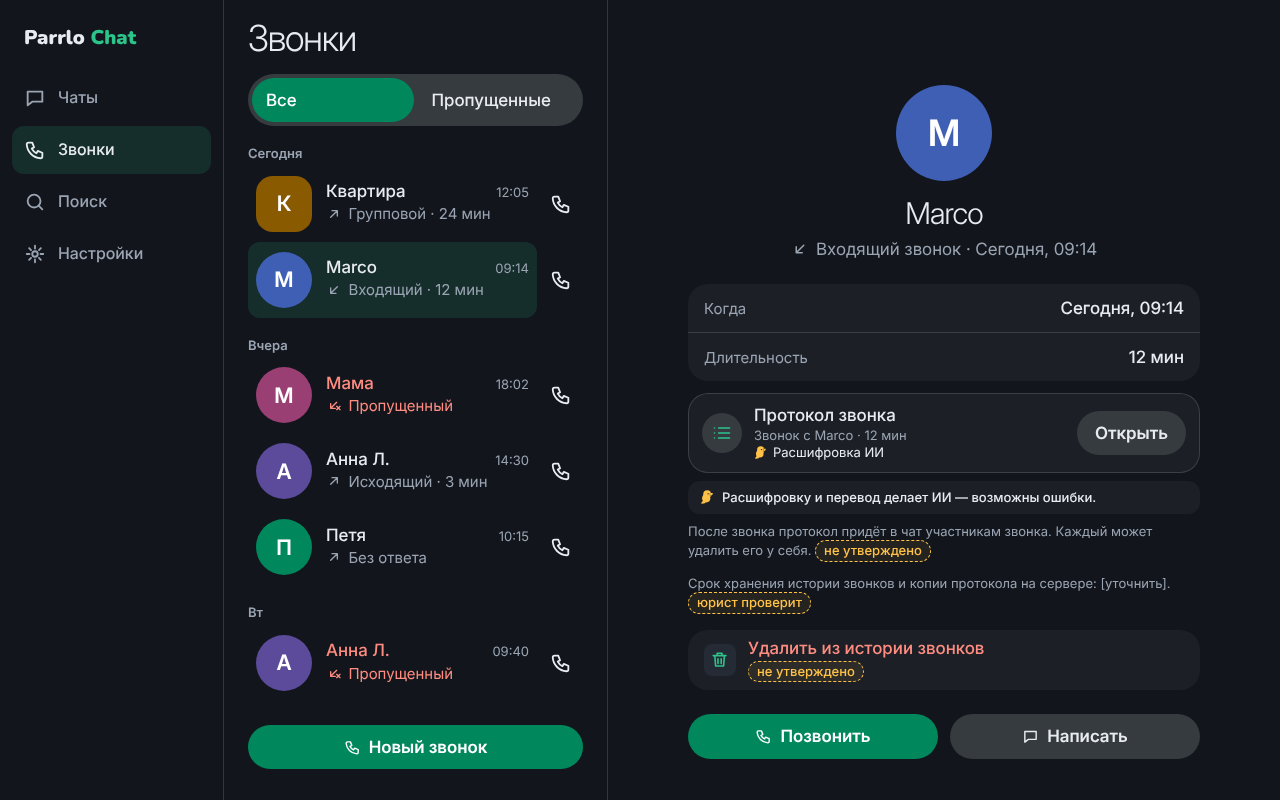 Parrlo Chat
Чаты
Звонки
Поиск
Настройки
Звонки
Все
Пропущенные
Сегодня
К
Квартира
12:05
Групповой · 24 мин
M
Marco
09:14
Входящий · 12 мин
Вчера
М
Мама
18:02
Пропущенный
А
Анна Л.
14:30
Исходящий · 3 мин
П
Петя
10:15
Без ответа
Вт
А
Анна Л.
09:40
Пропущенный
Новый звонок
M
Marco
Входящий звонок · Сегодня, 09:14
Когда
Сегодня, 09:14
Длительность
12 мин
Протокол звонка
Звонок с Marco · 12 мин
Расшифровка ИИ
Открыть
Расшифровку и перевод делает ИИ — возможны ошибки.
После звонка протокол придёт в чат участникам звонка. Каждый может
удалить его у себя. не утверждено
Срок хранения истории звонков и копии протокола на сервере: [уточнить].
юрист проверит
Удалить из истории звонков
не утверждено
Позвонить
Написать